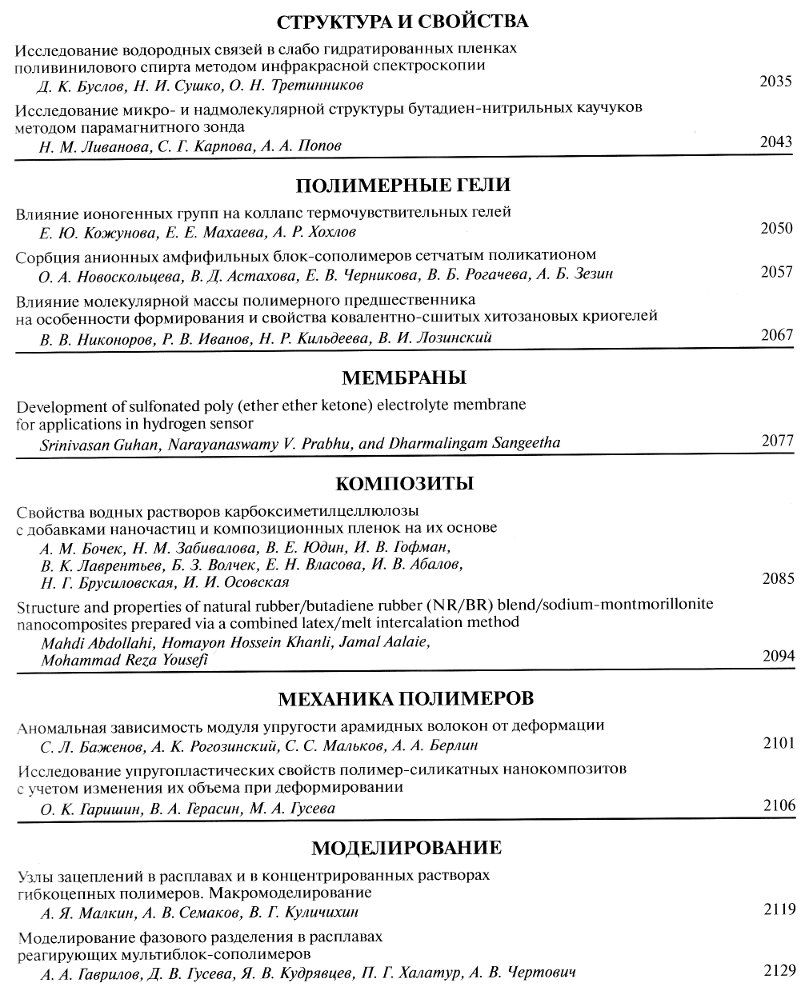 СТРУКТУРА И СВОЙСТВА
Исследование водородных связей в слабо гидратированных пленках
поливинилового спирта методом инфракрасной спектроскопии
Д. К. Буслов, Н. И. Сушко, О. Н. Третинников 2035
Исследование микро- и надмолекулярной структуры бутадиен-нитрильных каучуков
методом парамагнитного зонда
Н. М. Ливанова, С. Г. Карпова, А. А. Попов 2043
ПОЛИМЕРНЫЕ ГЕЛИ
Влияние ионогенных групп на коллапс термочувствительных гелей
Е. Ю. Кожунова, Е. Е. Махаева, А. Р. Хохлов 2050
Сорбция анионных амфифильных блок-сополимеров сетчатым поликатионом
О. А. Новоскольцева, В. Д. Астахова, Е. В. Черникова, В. Б. Рогачева, А. Б. Зезин 2057
Влияние молекулярной массы полимерного предшественника
на особенности формирования и свойства ковалентно-сшитых хитозановых криогелей
В. В. Никоноров, Р. В. Иванов, Н. Р. Кильдеева, В. И. Лозинский 2067
МЕМБРАНЫ
Development of sulfonated poly (ether ether ketone) electrolyte membrane
for applications in hydrogen sensor
Srinivasan Guhan, Narayanaswamy V. Prabhu, and Dharmalingam Sangeetha 2077
КОМПОЗИТЫ
Свойства водных растворов карбоксиметилцеллюлозы
с добавками наночастиц и композиционных пленок на их основе
А. М. Бочек, Н. М. Забивалова, В. Е. Юдин, И. В. Гофман,
В. К. Лаврентьев, Б. З. Волчек, Е. Н. Власова, И. В. Абалов,
Н. Г. Брусиловская, И. И. Осовская 2085
Structure and properties of natural rubber/butadiene rubber (NR/BR) blend/sodium-montmorillonite
nanocomposites prepared via a combined latex/melt intercalation method
Mahdi Abdollahi, Homayon Hossein Khanli, Jamal Aalaie,
Mohammad Reza Yousefi 2094
МЕХАНИКА ПОЛИМЕРОВ
Аномальная зависимость модуля упругости арамидных волокон от деформации
С. Л. Баженов, А. К. Рогозинский, С. С. Мальков, А. А. Берлин 2101
Исследование упругопластических свойств полимер-силикатных нанокомпозитов
с учетом изменения их объема при деформировании
О. К. Гаришин, В. А. Герасин, М. А. Гусева 2106
МОДЕЛИРОВАНИЕ
Узлы зацеплений в расплавах и в концентрированных растворах
гибкоцепных полимеров. Макромоделирование
А. Я. Малкин, А. В. Семаков, В. Г. Куличихин 2119
Моделирование фазового разделения в расплавах
реагирующих мультиблок-сополимеров
А. А. Гаврилов, Д. В. Гусева, Я. В. Кудрявцев, П. Г. Халатур, А. В. Чертович 2129